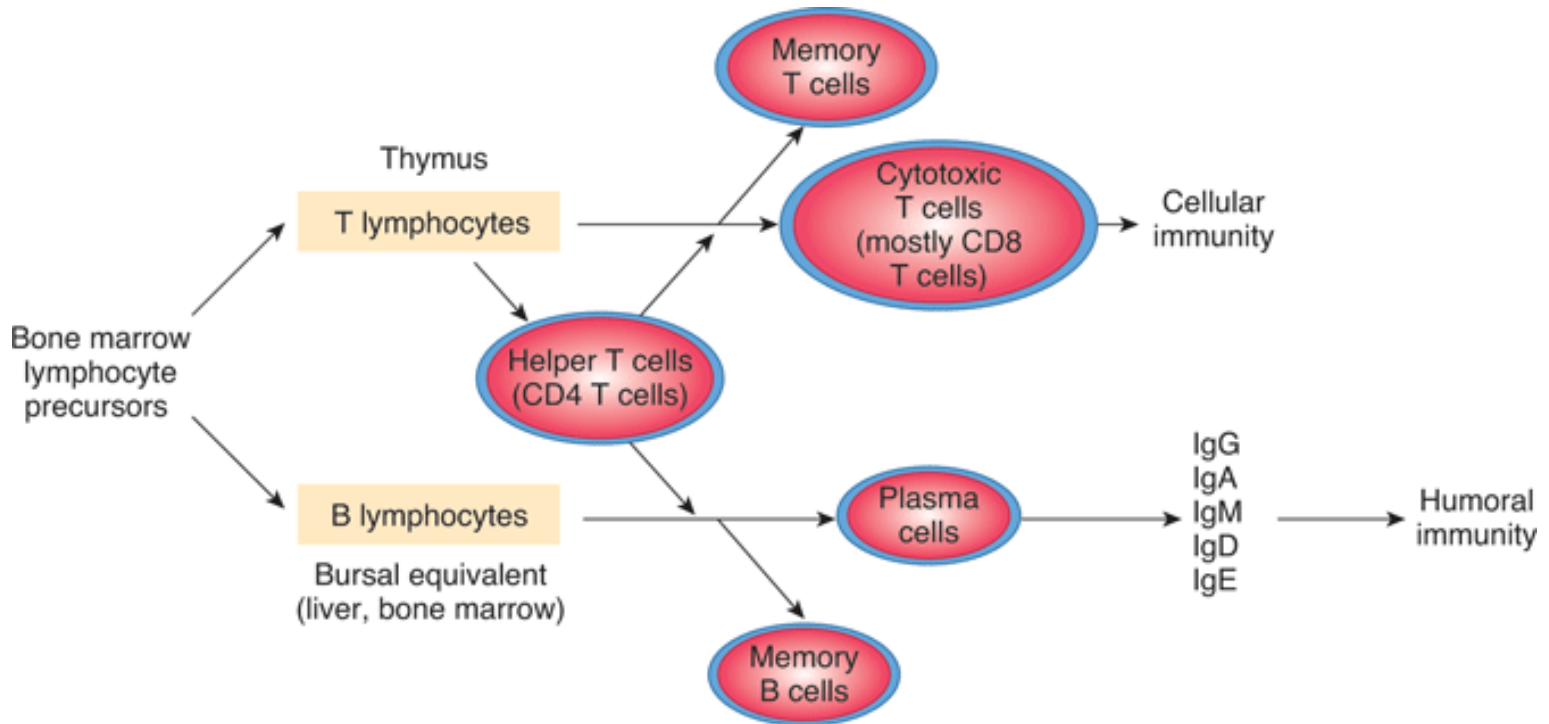 Memory
T cells
Thymus
T lymphocytes
Cytotoxic
T cells
(mostly CD8
T cells)
Cellular
immunity
Bone marrow
lymphocyte
precursors
Helper T cells
(CD4 T cells)
B lymphocytes
Bursal equivalent
(liver, bone marrow)
Plasma
cells
IgG
IgA
IgM
IgD
IgE
Humoral
immunity
Memory
B cells